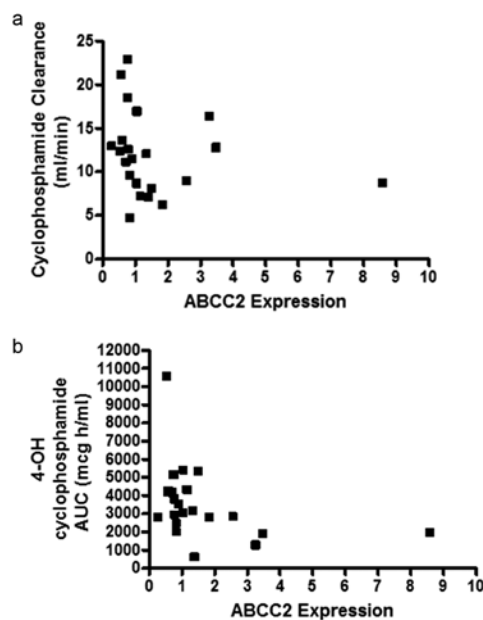 a
Cyclophosphamide Clearance
(ml/min)
25
20
15
10
5
0
0 1 2 3 4 5 6 7 8 9 10
ABCC2 Expression
b
4-OH
cyclophosphamide
AUC (mcg h/ml)
12000
11000
10000
9000
8000
7000
6000
5000
4000
3000
2000
1000
0
0 1 2 3 4 5 6 7 8 9 10
ABCC2 Expression